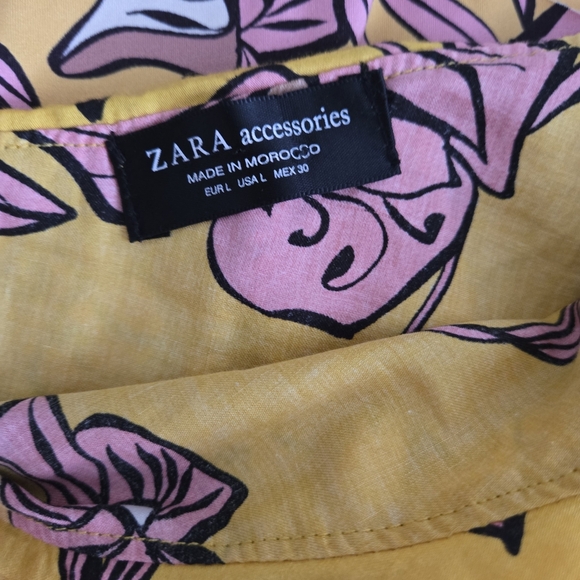 ZARA accessories
MADE IN MOROCCO
EUR L USA L MEX 30